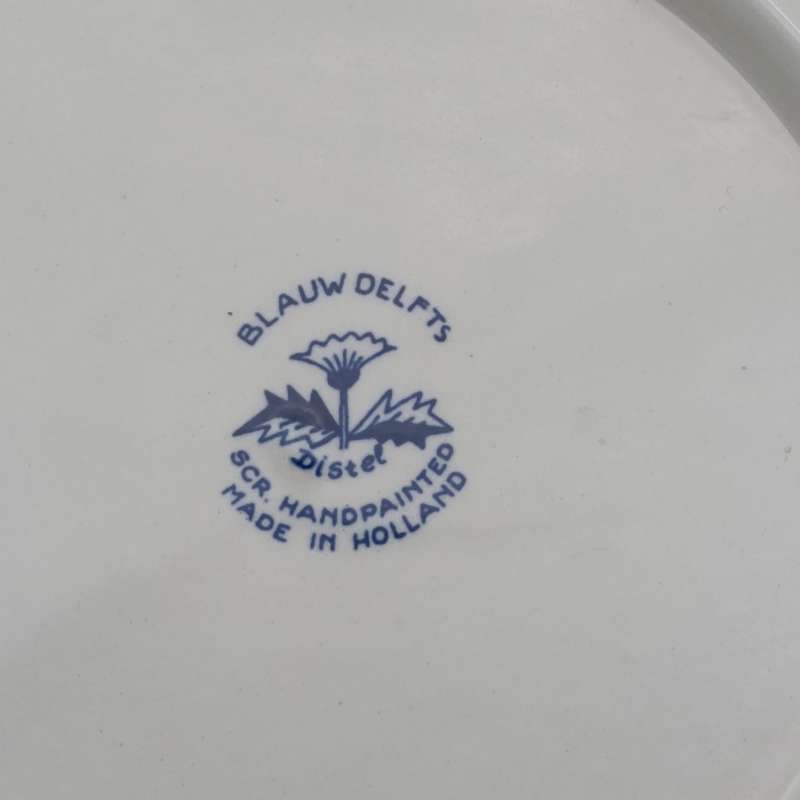 BLAUW DELFTS
Distel
SCR. HANDPAINTED
MADE IN HOLLAND